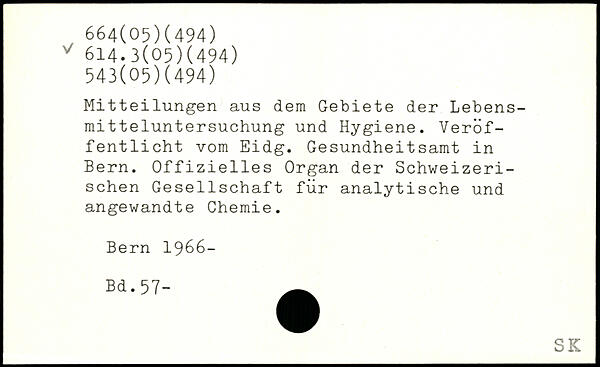 664(05)(494)
√ 614.3(05)(494)
543(05)(494)
Mitteilungen aus dem Gebiete der Lebens-
mitteluntersuchung und Hygiene. Veröf-
fentlicht vom Eidg. Gesundheitsamt in
Bern. Offizielles Organ der Schweizeri-
schen Gesellschaft für analytische und
angewandte Chemie.
Bern 1966-
Bd.57-
SK